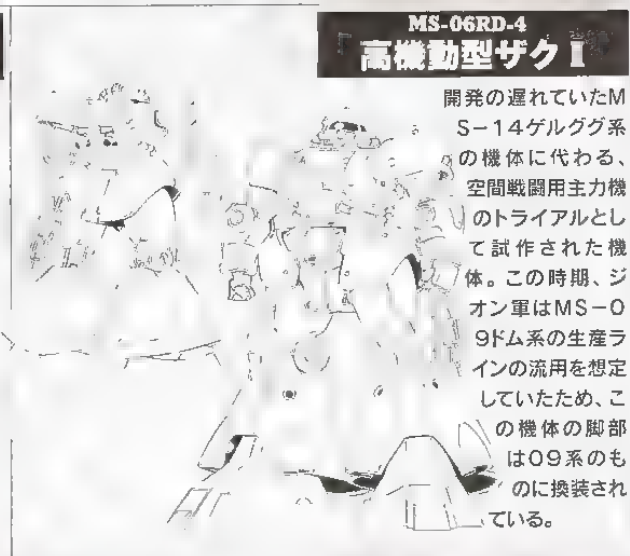 MS-06RD-4
高機動型ザクⅡ
開発の遅れていたM
S-14ゲルググ系
の機体に代わる、
空間戦闘用主力機
のトライアルとし
て試作された機
体。この時期、ジ
オン軍はMS-0
9ドム系の生産ラ
インの流用を想定
していたため、こ
の機体の脚部
は09系のも
のに換装され
ている。